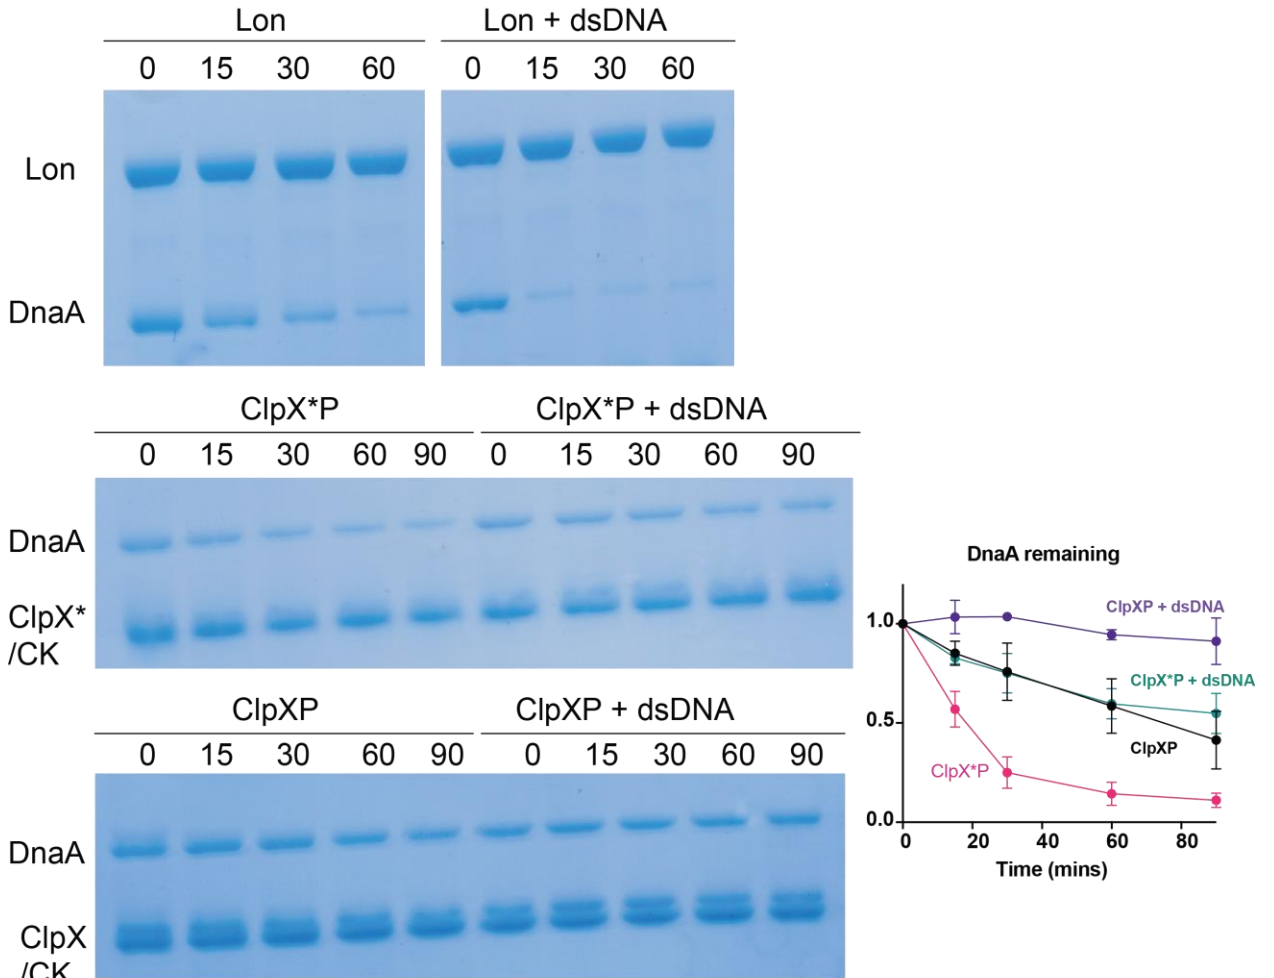 Lon
Lon + dsDNA
0 15 30 60
0 15 30 60
Lon
DnaA
ClpX*P
ClpX*P + dsDNA
0 15 30 60 90
0 15 30 60 90
DnaA
ClpX*
/CK
ClpXP
ClpXP + dsDNA
0 15 30 60 90
0 15 30 60 90
DnaA
ClpX
/CK
DnaA remaining
1.0
0.5
0.0
ClpXP + dsDNA
ClpX*P + dsDNA
ClpXP
ClpX*P
0 20 40 60 80
Time (mins)